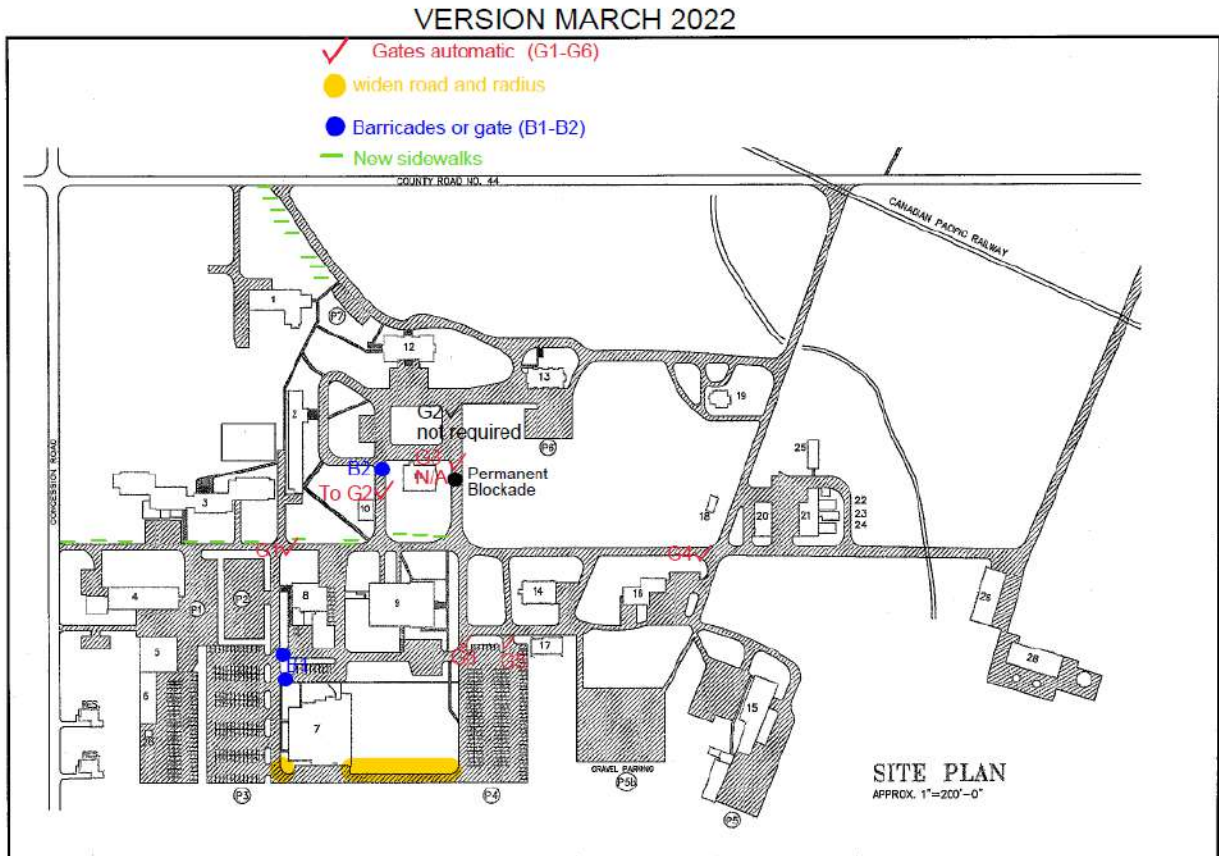 VERSION MARCH 2022
Gates automatic (G1-G6)
widen road and radius
Barricades or gate (B1-B2)
New sidewalks
COUNTY ROAD NO. 44
CANADIAN PACIFIC RAILWAY
CONCESSION ROAD
1
P7
12
13
19
2
G2
not required
P6
B2
G3
N/A
Permanent
Blockade
To G2
10
3
25
22
23
24
18
20
21
G1
G4
4
P1
P2
8
9
14
16
17
26
28
5
6
B1
7
15
RES.
RES.
P3
P4
GRAVEL PARKING
P5b
P5
SITE PLAN
APPROX. 1"=200'-0"